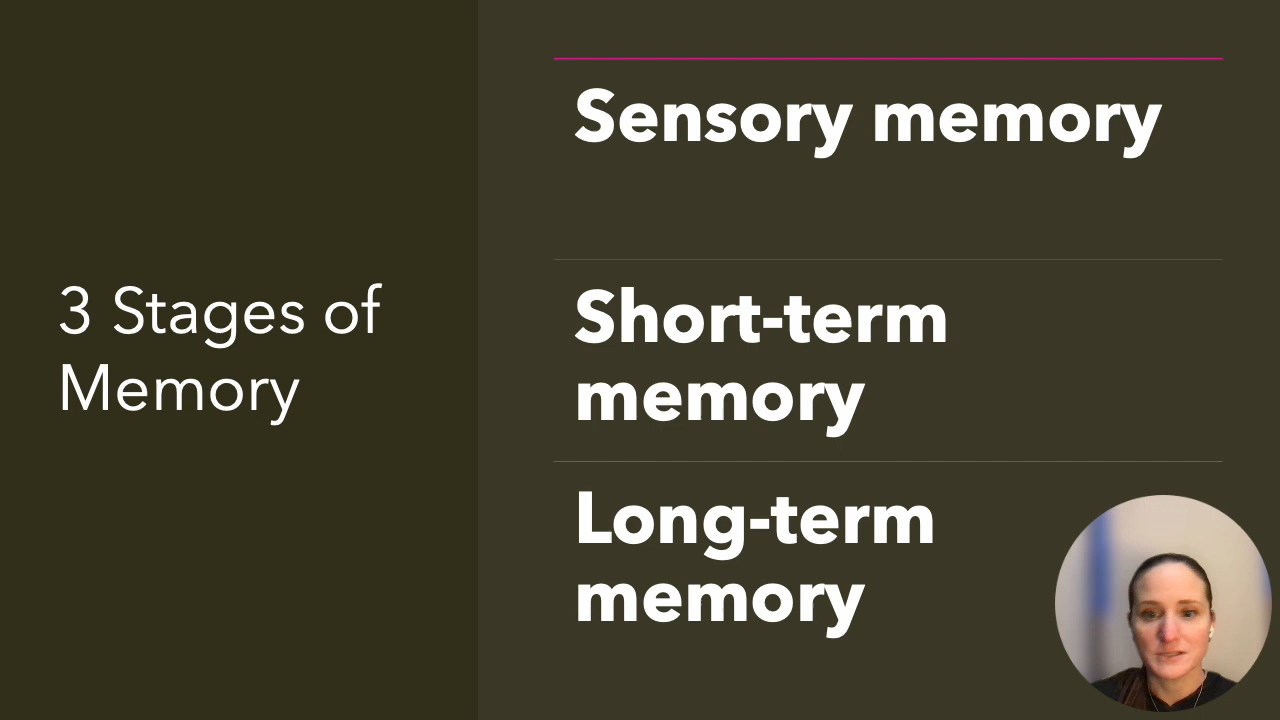 3 Stages of
Memory
Sensory memory
Short-term
memory
Long-term
memory